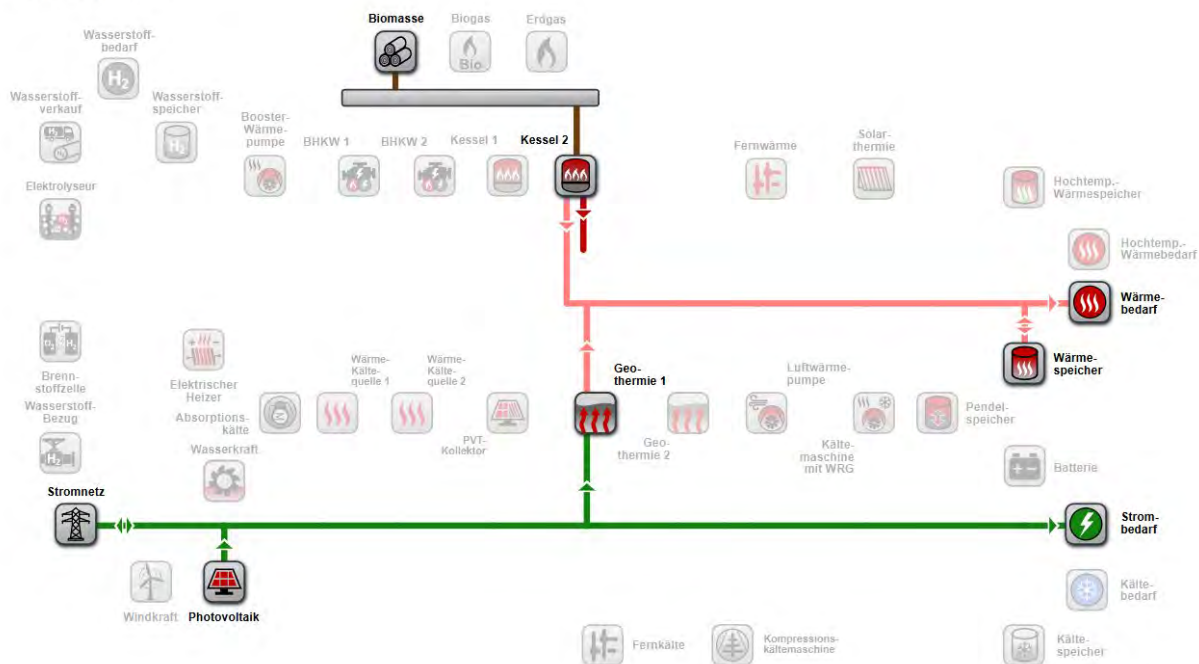 Biomasse
Biogas
Erdgas
Bio
Wasserstoff-
bedarf
H₂
Wasserstoff-
verkauf
Wasserstoff-
speicher
H₂
Booster-
Wärme-
pumpe
BHKW 1
BHKW 2
Kessel 1
Kessel 2
Fernwärme
Solar-
thermie
Elektrolyseur
Hochtemp.-
Wärmespeicher
Hochtemp.-
Wärmebedarf
Wärme-
bedarf
Brenn-
stoffzelle
Elektrischer
Heizer
Wärme-
Kälte-
quelle 1
Wärme-
Kälte-
quelle 2
PVT-
Kollektor
Geo-
thermie 1
Geo-
thermie 2
Luftwärme-
pumpe
Kälte-
maschine
mit WRG
Pendel-
speicher
Wärme-
speicher
Wasserstoff-
Bezug
H₂
Absorptions-
kälte
Wasserkraft
Batterie
Stromnetz
Strom-
bedarf
Windkraft
Photovoltaik
Kälte-
bedarf
Fernkälte
Kompressions-
kältemaschine
Kälte-
speicher